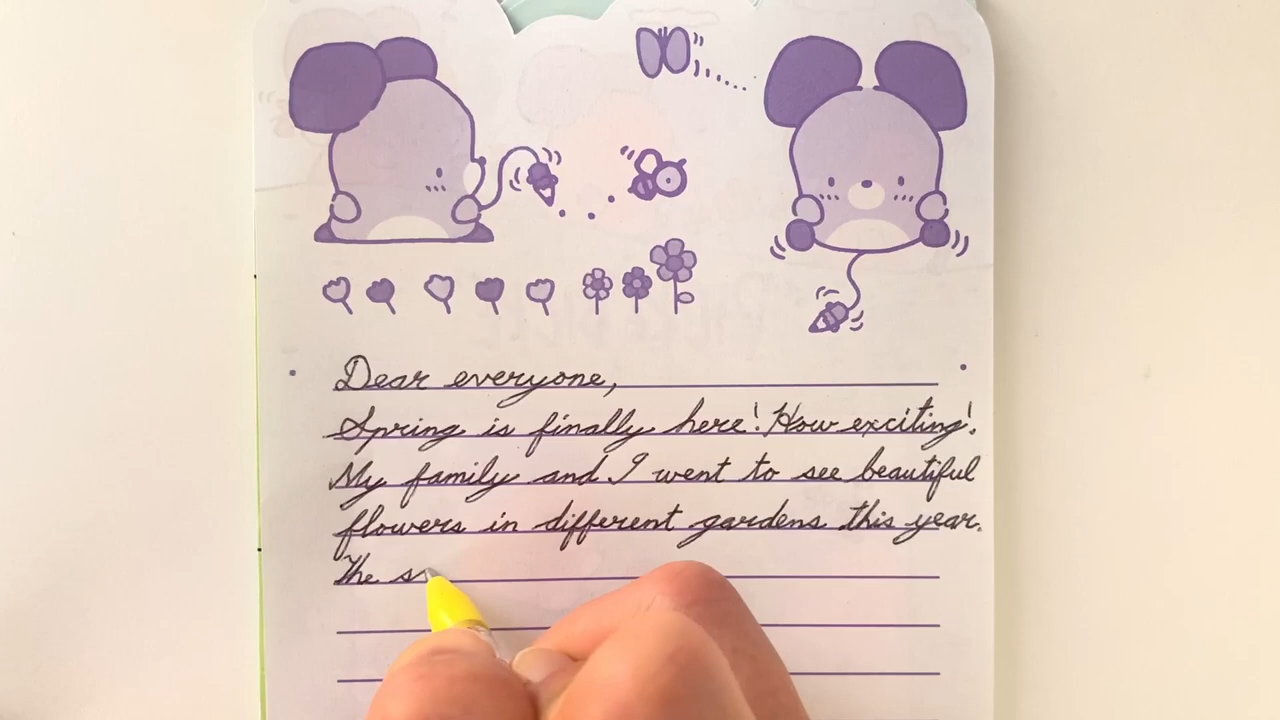 Dear everyone,
Spring is finally here! How exciting!
My family and I went to see beautiful
flowers in different gardens this year.
The